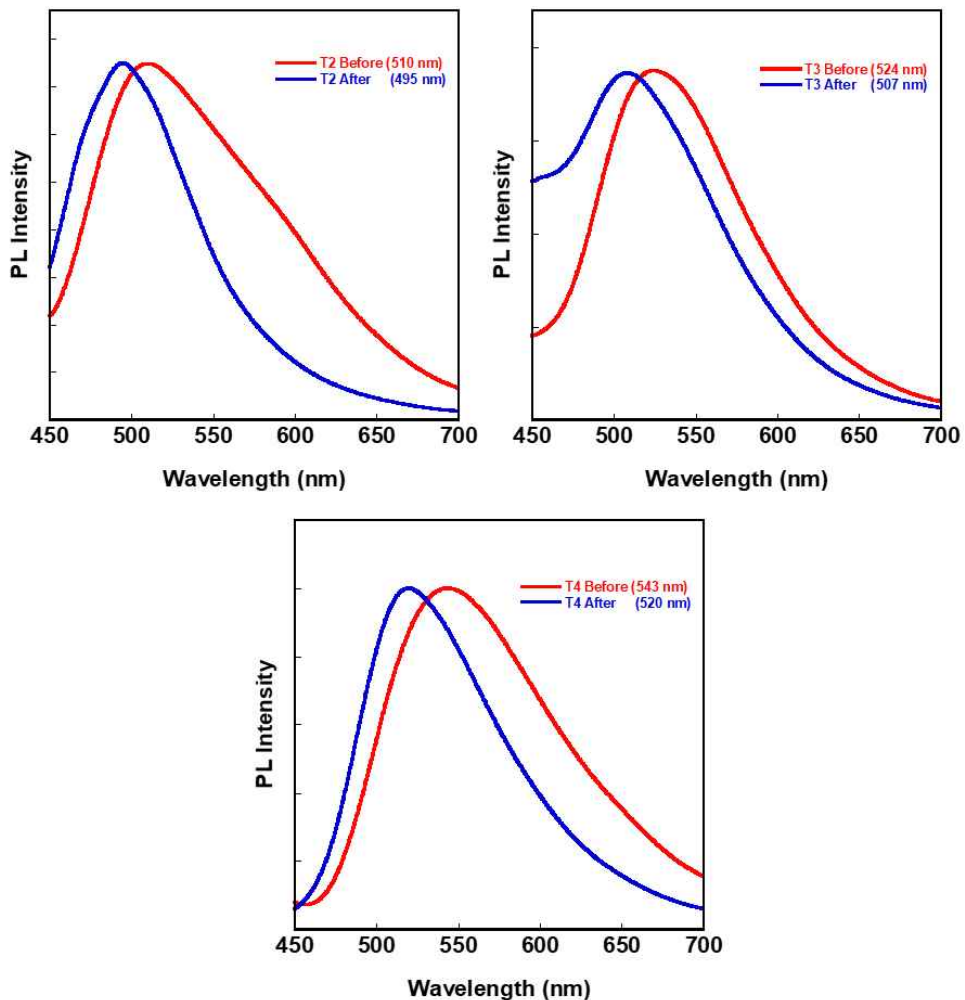 T2 Before (510 nm)
T2 After (495 nm)
PL Intensity
450 500 550 600 650 700
Wavelength (nm)
T3 Before (524 nm)
T3 After (507 nm)
PL Intensity
450 500 550 600 650 700
Wavelength (nm)
T4 Before (543 nm)
T4 After (520 nm)
PL Intensity
450 500 550 600 650 700
Wavelength (nm)